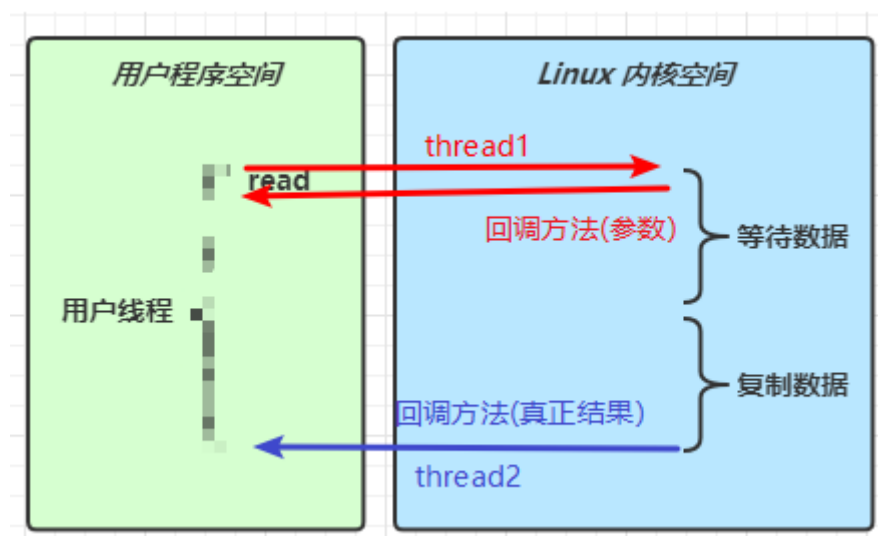 用户程序空间
Linux 内核空间
thread1
read
回调方法(参数)
等待数据
用户线程
复制数据
回调方法(真正结果)
thread2